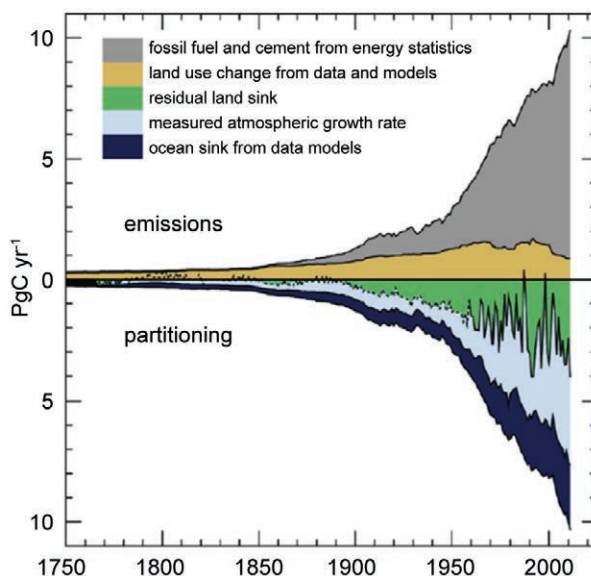 10
fossil fuel and cement from energy statistics
land use change from data and models
residual land sink
measured atmospheric growth rate
ocean sink from data models
5
emissions
PgC yr⁻¹
0
partitioning
5
10
1750 1800 1850 1900 1950 2000